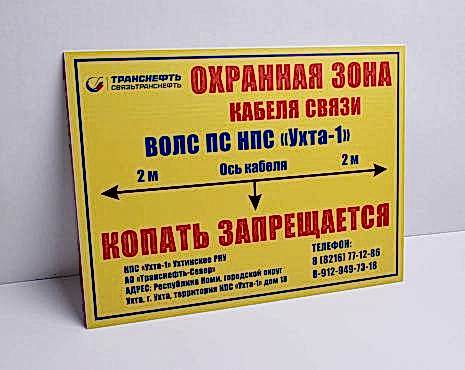 ТРАНСНЕФТЬ
СВЯЗЬТРАНСНЕФТЬ
ОХРАННАЯ ЗОНА
КАБЕЛЯ СВЯЗИ
ВОЛС ПС НПС «Ухта-1»
2 м Ось кабеля 2 м
КОПАТЬ ЗАПРЕЩАЕТСЯ
НПС «Ухта-1» Ухтинское РНУ
АО «Транснефть-Север»
АДРЕС: Республика Коми, городской округ
Ухта, г. Ухта, территория НПС «Ухта-1» дом 18
ТЕЛЕФОН:
8 (8216) 77-12-86
8-912-949-73-18